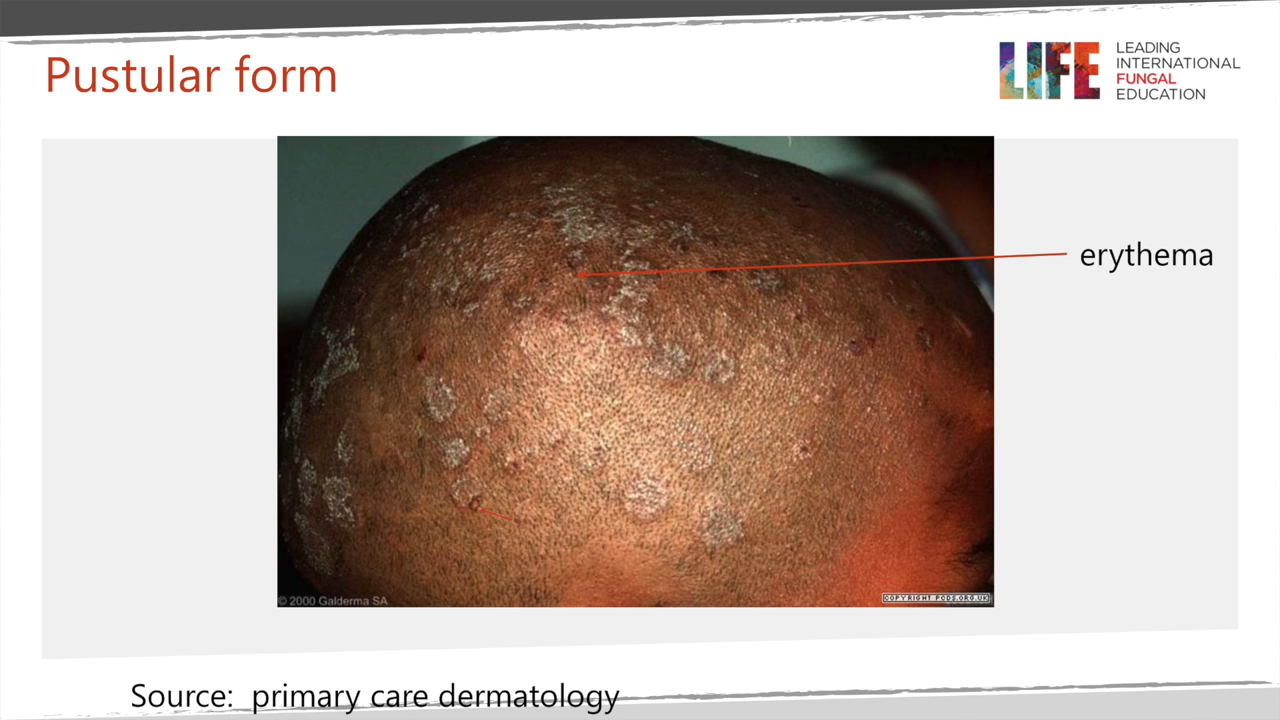 Pustular form
LIFE
LEADING
INTERNATIONAL
FUNGAL
EDUCATION
erythema
© 2000 Galderma SA
COPYRIGHT PCDS.ORG.UK
Source:  primary care dermatology